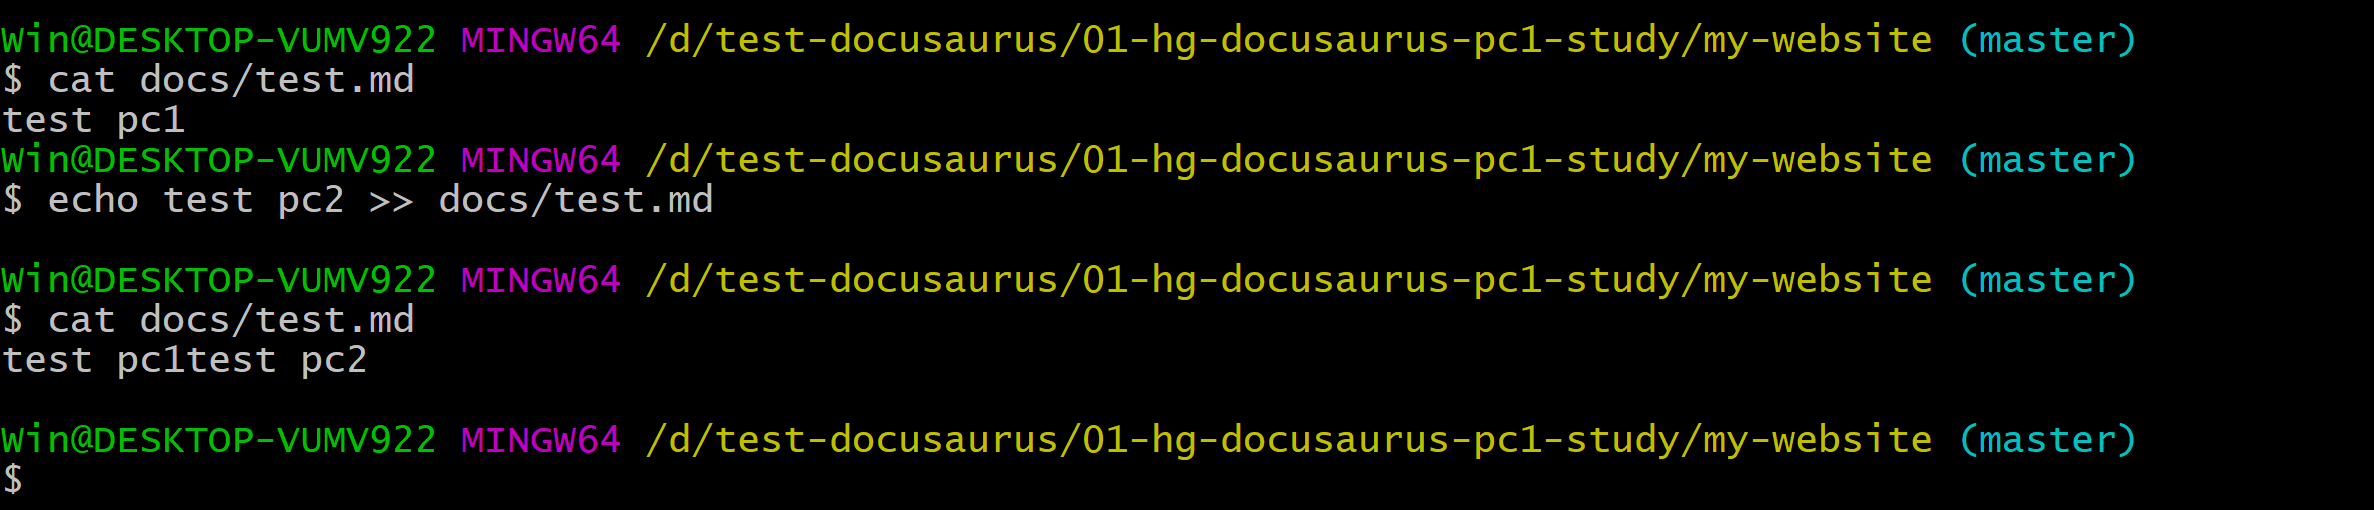 Win@DESKTOP-VUMV922 MINGW64 /d/test-docusaurus/01-hg-docusaurus-pc1-study/my-website (master)
$ cat docs/test.md
test pc1
Win@DESKTOP-VUMV922 MINGW64 /d/test-docusaurus/01-hg-docusaurus-pc1-study/my-website (master)
$ echo test pc2 >> docs/test.md
Win@DESKTOP-VUMV922 MINGW64 /d/test-docusaurus/01-hg-docusaurus-pc1-study/my-website (master)
$ cat docs/test.md
test pc1test pc2
Win@DESKTOP-VUMV922 MINGW64 /d/test-docusaurus/01-hg-docusaurus-pc1-study/my-website (master)
$